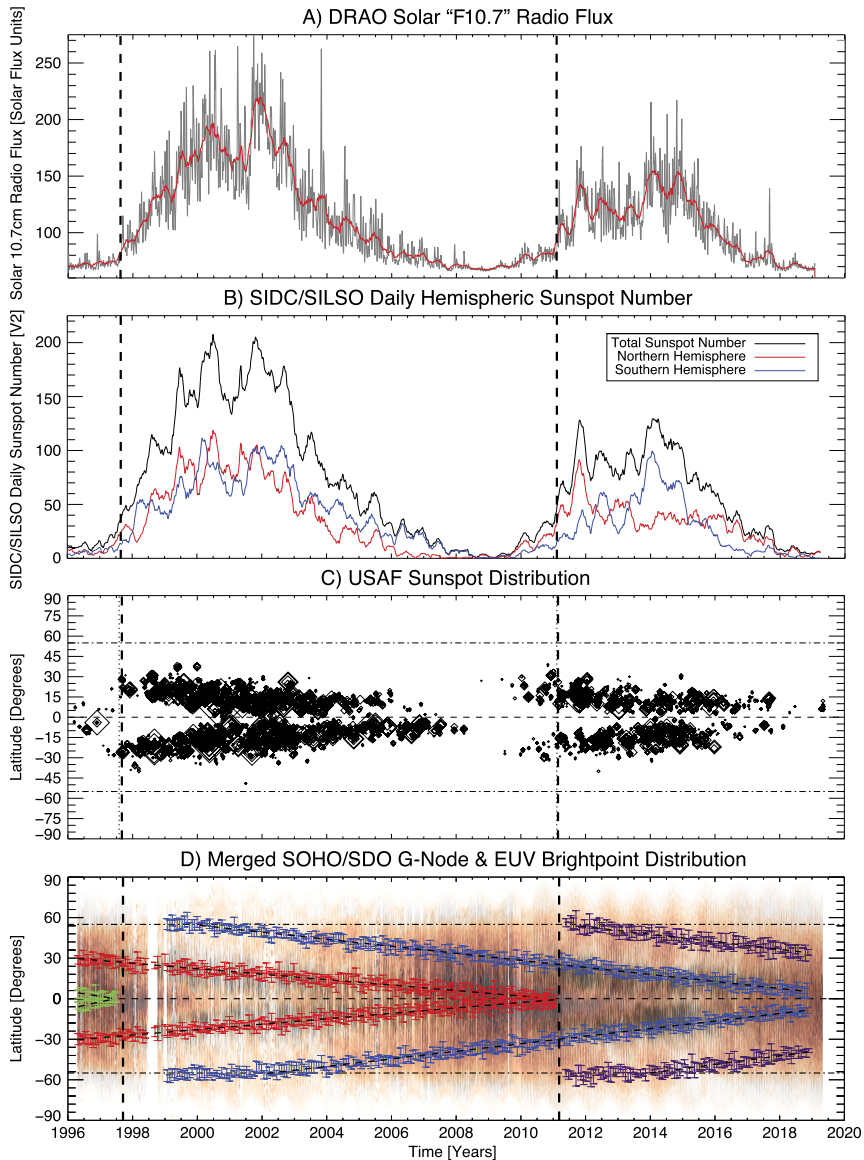 A) DRAO Solar “F10.7” Radio Flux
Solar 10.7cm Radio Flux [Solar Flux Units]
250
200
150
100
B) SIDC/SILSO Daily Hemispheric Sunspot Number
SIDC/SILSO Daily Sunspot Number [V2]
200
150
100
50
0
Total Sunspot Number
Northern Hemisphere
Southern Hemisphere
C) USAF Sunspot Distribution
Latitude [Degrees]
90
75
60
45
30
15
0
−15
−30
−45
−60
−75
−90
D) Merged SOHO/SDO G-Node & EUV Brightpoint Distribution
Latitude [Degrees]
90
60
30
0
−30
−60
−90
1996 1998 2000 2002 2004 2006 2008 2010 2012 2014 2016 2018 2020
Time [Years]